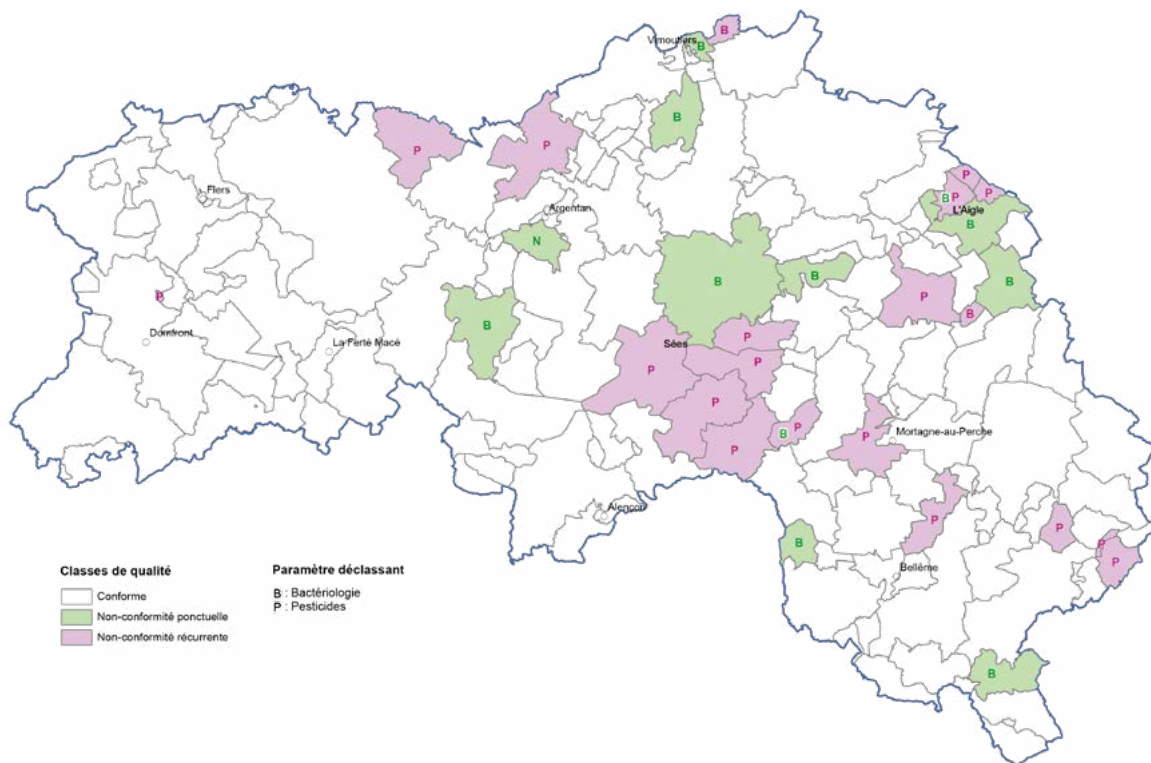 B
Vimoutiers
B
B
P
P
P
Flers
P
B P
P
L'Aigle
Argentan
B
N
B
B
B
P
P
B
B
Domfront
La Ferté Macé
Sées
P
P
P
P
P
B
P
P
Mortagne-au-Perche
P
Alençon
P
P
B
P
P
Bellême
B
Classes de qualité
Conforme
Non-conformité ponctuelle
Non-conformité récurrente
Paramètre déclassant
B : Bactériologie
P : Pesticides